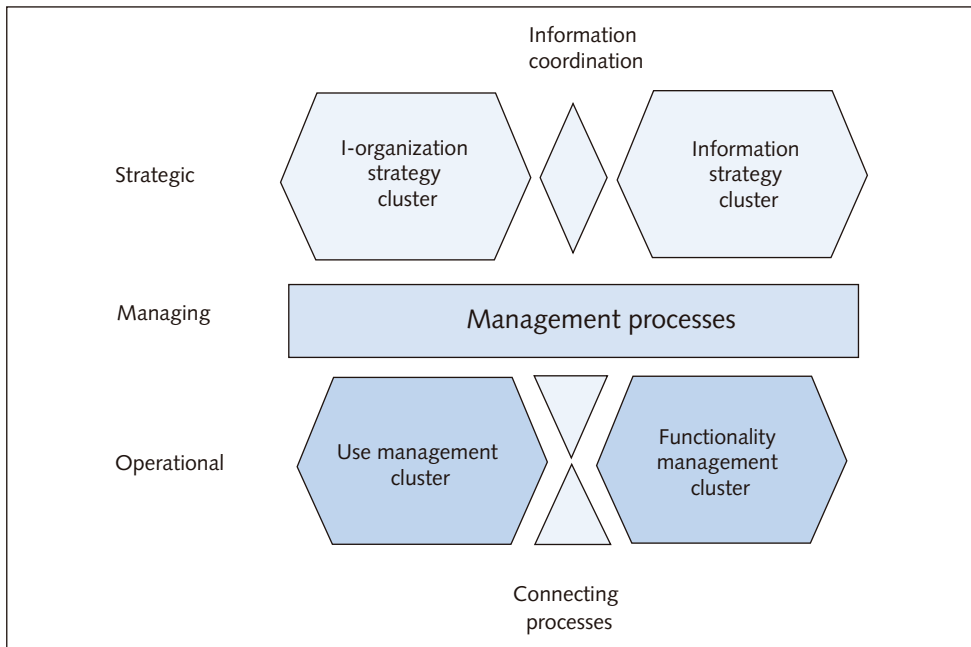 Information
coordination
I-organization
strategy
cluster
Information
strategy
cluster
Strategic
Managing
Management processes
Operational
Use management
cluster
Functionality
management
cluster
Connecting
processes